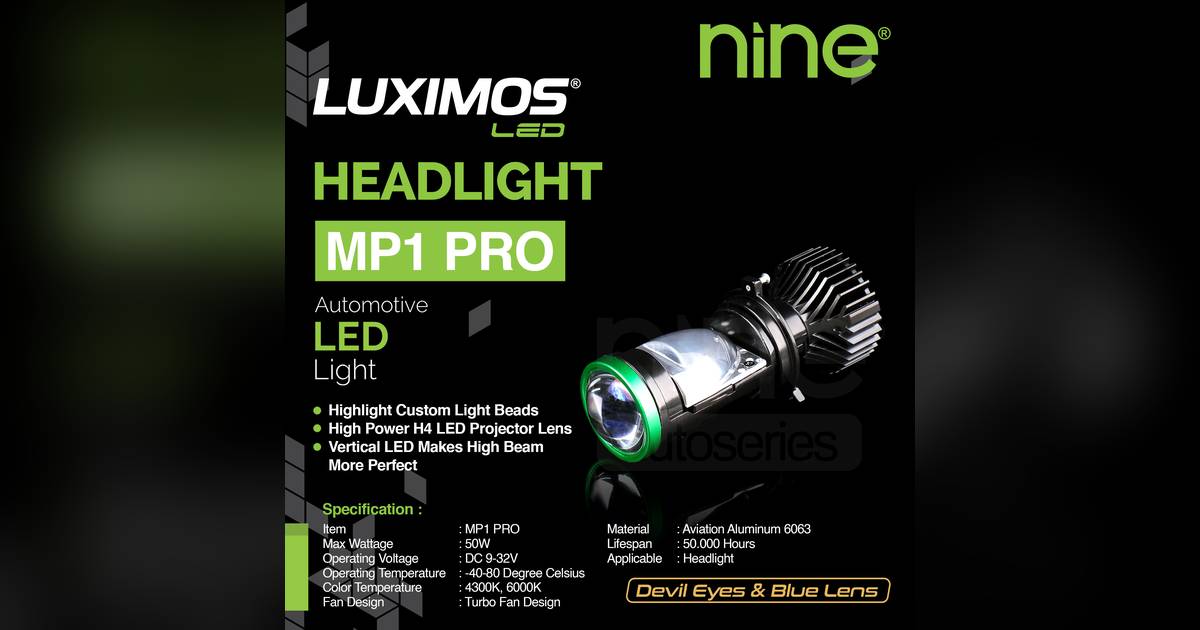 nine®
LUXIMOS®
LED
HEADLIGHT
MP1 PRO
Automotive
LED
Light
Highlight Custom Light Beads
High Power H4 LED Projector Lens
Vertical LED Makes High Beam
More Perfect
nine
autoseries
Specification :
Item : MP1 PRO
Max Wattage : 50W
Operating Voltage : DC 9-32V
Operating Temperature : -40-80 Degree Celsius
Color Temperature : 4300K, 6000K
Fan Design : Turbo Fan Design
Material : Aviation Aluminum 6063
Lifespan : 50.000 Hours
Applicable : Headlight
Devil Eyes & Blue Lens